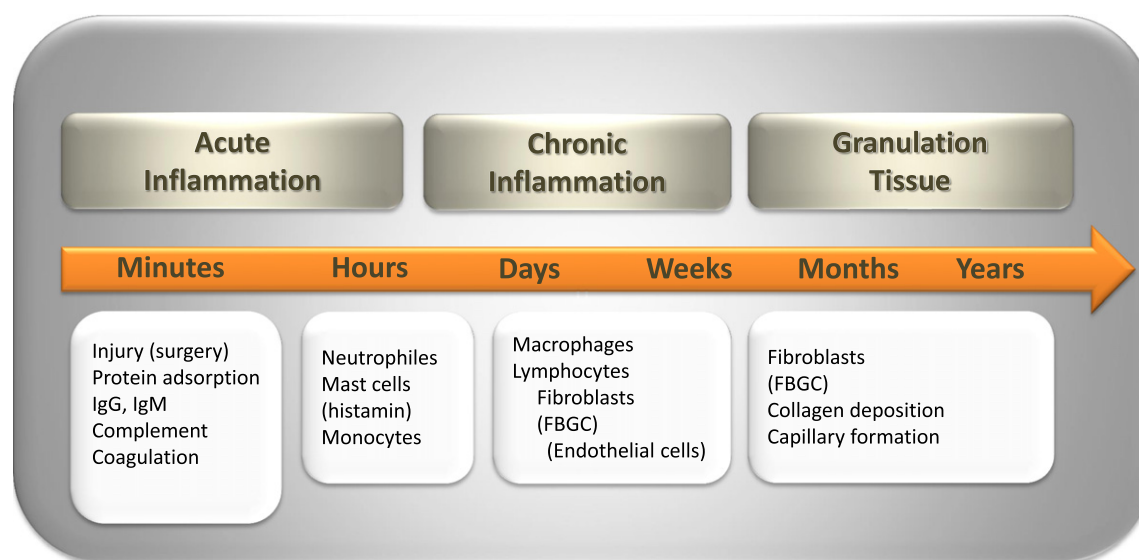 Acute
Inflammation
Chronic
Inflammation
Granulation
Tissue
Minutes
Hours
Days
Weeks
Months
Years
Injury (surgery)
Protein adsorption
IgG, IgM
Complement
Coagulation
Neutrophiles
Mast cells
(histamin)
Monocytes
Macrophages
Lymphocytes
Fibroblasts
(FBGC)
(Endothelial cells)
Fibroblasts
(FBGC)
Collagen deposition
Capillary formation